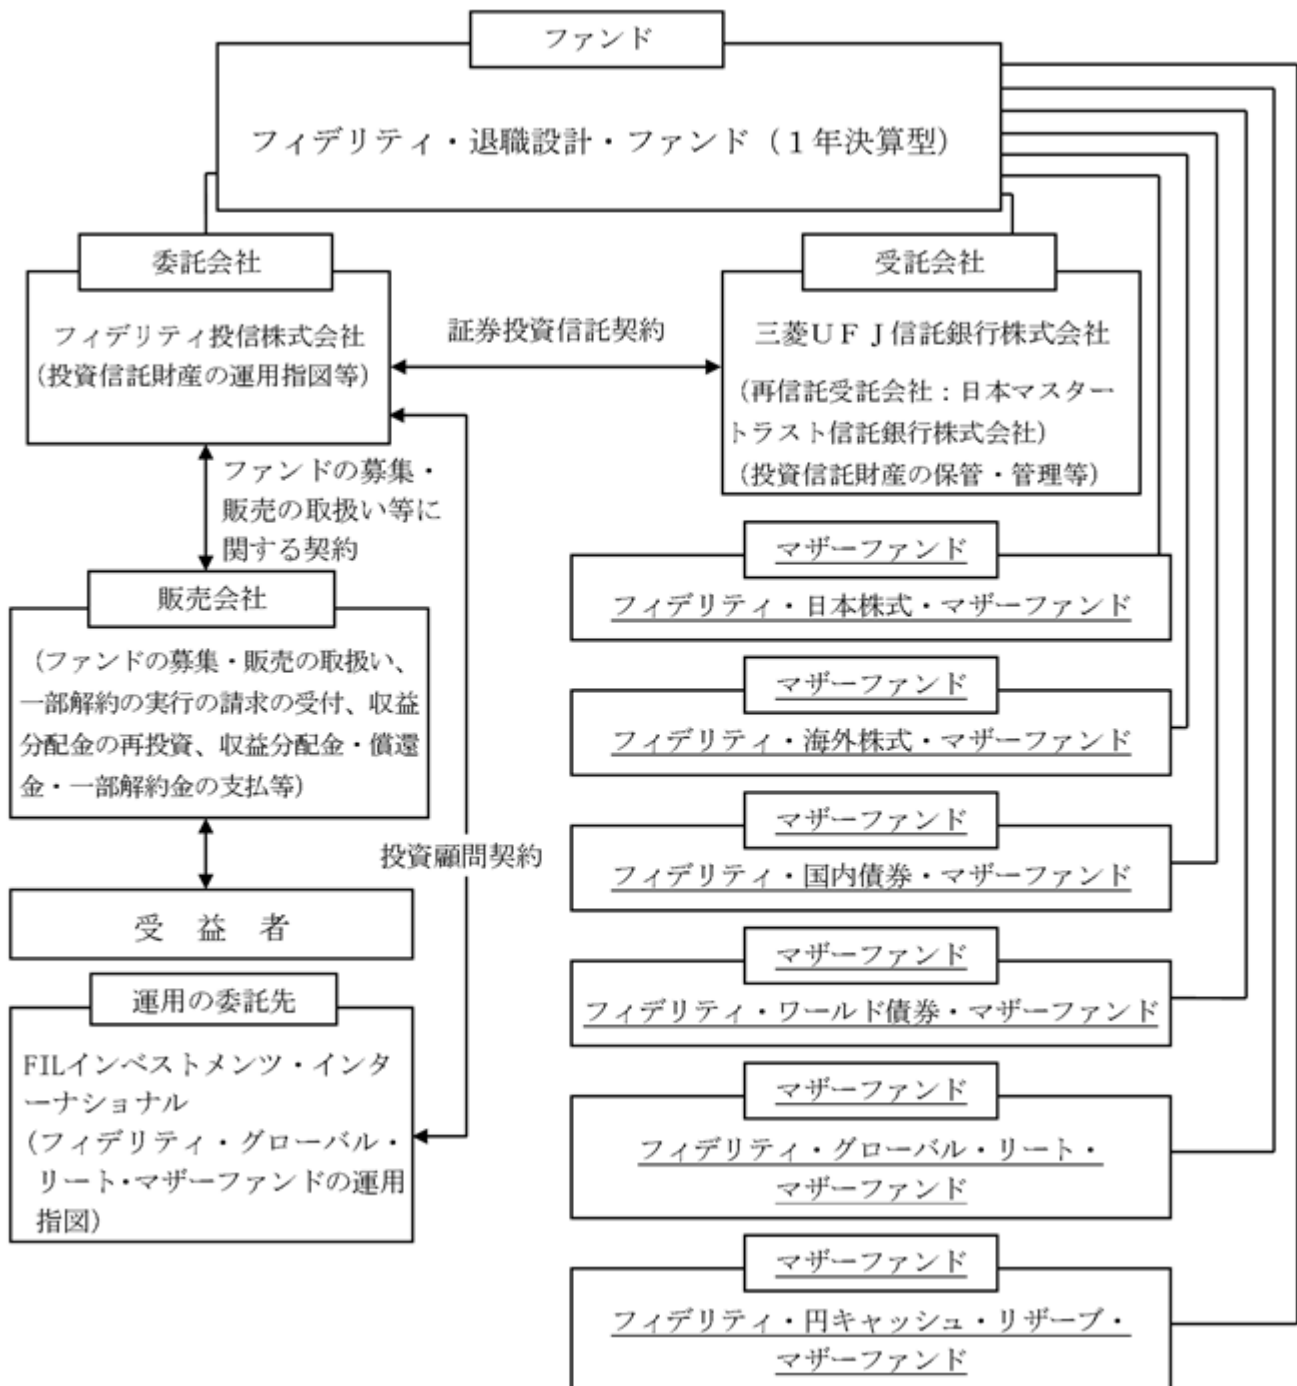 ファンド
フィデリティ・退職設計・ファンド（１年決算型）
委託会社
フィデリティ投信株式会社
（投資信託財産の運用指図等）
証券投資信託契約
受託会社
三菱ＵＦＪ信託銀行株式会社
（再信託受託会社：日本マスター
トラスト信託銀行株式会社）
（投資信託財産の保管・管理等）
ファンドの募集・
販売の取扱い等に
関する契約
販売会社
（ファンドの募集・販売の取扱い、
一部解約の実行の請求の受付、収益
分配金の再投資、収益分配金・償還
金・一部解約金の支払等）
投資顧問契約
受　益　者
運用の委託先
FILインベストメンツ・インタ
ーナショナル
（フィデリティ・グローバル・
リート・マザーファンドの運用
指図）
マザーファンド
フィデリティ・日本株式・マザーファンド
マザーファンド
フィデリティ・海外株式・マザーファンド
マザーファンド
フィデリティ・国内債券・マザーファンド
マザーファンド
フィデリティ・ワールド債券・マザーファンド
マザーファンド
フィデリティ・グローバル・リート・
マザーファンド
マザーファンド
フィデリティ・円キャッシュ・リザーブ・
マザーファンド